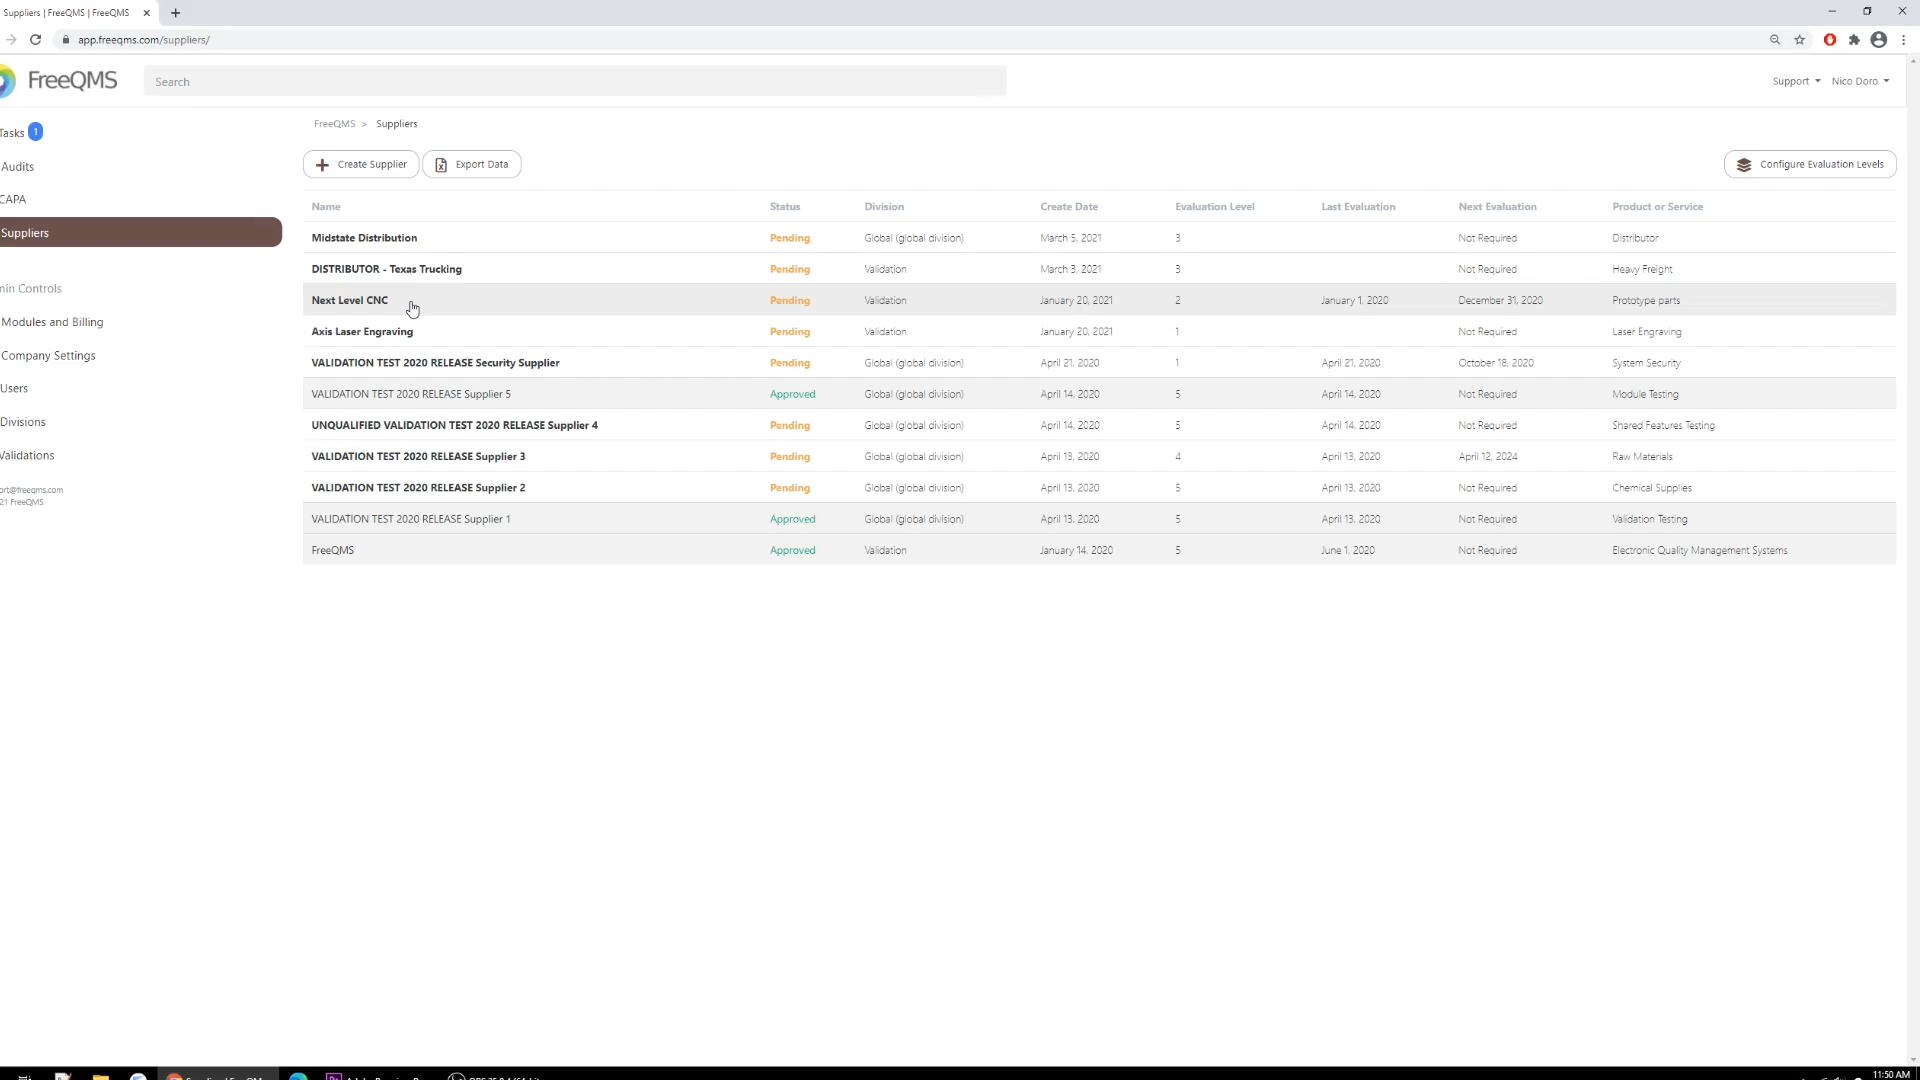 Suppliers | FreeQMS | FreeQMS
app.freeqms.com/suppliers/
FreeQMS
Search
Support
Nico Doro
Tasks 1
Audits
CAPA
Suppliers
min Controls
Modules and Billing
Company Settings
Users
Divisions
Validations
ort@freeqms.com
21 FreeQMS
FreeQMS > Suppliers
Create Supplier
Export Data
Configure Evaluation Levels
Name Status Division Create Date Evaluation Level Last Evaluation Next Evaluation Product or Service
Midstate Distribution Pending Global (global division) March 5, 2021 3 Not Required Distributor
DISTRIBUTOR - Texas Trucking Pending Validation March 3, 2021 3 Not Required Heavy Freight
Next Level CNC Pending Validation January 20, 2021 2 January 1, 2020 December 31, 2020 Prototype parts
Axis Laser Engraving Pending Validation January 20, 2021 1 Not Required Laser Engraving
VALIDATION TEST 2020 RELEASE Security Supplier Pending Global (global division) April 21, 2020 1 April 21, 2020 October 18, 2020 System Security
VALIDATION TEST 2020 RELEASE Supplier 5 Approved Global (global division) April 14, 2020 5 April 14, 2020 Not Required Module Testing
UNQUALIFIED VALIDATION TEST 2020 RELEASE Supplier 4 Pending Global (global division) April 14, 2020 5 April 14, 2020 Not Required Shared Features Testing
VALIDATION TEST 2020 RELEASE Supplier 3 Pending Global (global division) April 13, 2020 4 April 13, 2020 April 12, 2024 Raw Materials
VALIDATION TEST 2020 RELEASE Supplier 2 Pending Global (global division) April 13, 2020 5 April 13, 2020 Not Required Chemical Supplies
VALIDATION TEST 2020 RELEASE Supplier 1 Approved Global (global division) April 13, 2020 5 April 13, 2020 Not Required Validation Testing
FreeQMS Approved Validation January 14, 2020 5 June 1, 2020 Not Required Electronic Quality Management Systems
11:50 AM